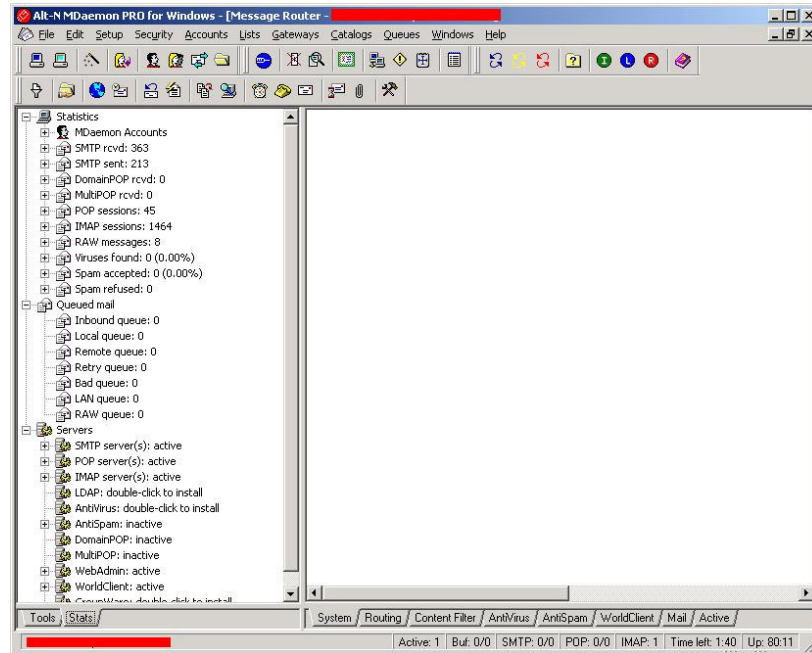 Alt-N MDaemon PRO for Windows - [Message Router -
File Edit Setup Security Accounts Lists Gateways Catalogs Queues Windows Help
Statistics
MDaemon Accounts
SMTP rcvd: 363
SMTP sent: 213
DomainPOP rcvd: 0
MultiPOP rcvd: 0
POP sessions: 45
IMAP sessions: 1464
RAW messages: 8
Viruses found: 0 (0.00%)
Spam accepted: 0 (0.00%)
Spam refused: 0
Queued mail
Inbound queue: 0
Local queue: 0
Remote queue: 0
Retry queue: 0
Bad queue: 0
LAN queue: 0
RAW queue: 0
Servers
SMTP server(s): active
POP server(s): active
IMAP server(s): active
LDAP: double-click to install
AntiVirus: double-click to install
AntiSpam: inactive
DomainPOP: inactive
MultiPOP: inactive
WebAdmin: active
WorldClient: active
GroupWare: double-click to install
Tools Stats
System Routing Content Filter AntiVirus AntiSpam WorldClient Mail Active
Active: 1 Buf: 0/0 SMTP: 0/0 POP: 0/0 IMAP: 1 Time left: 1:40 Up: 80:11